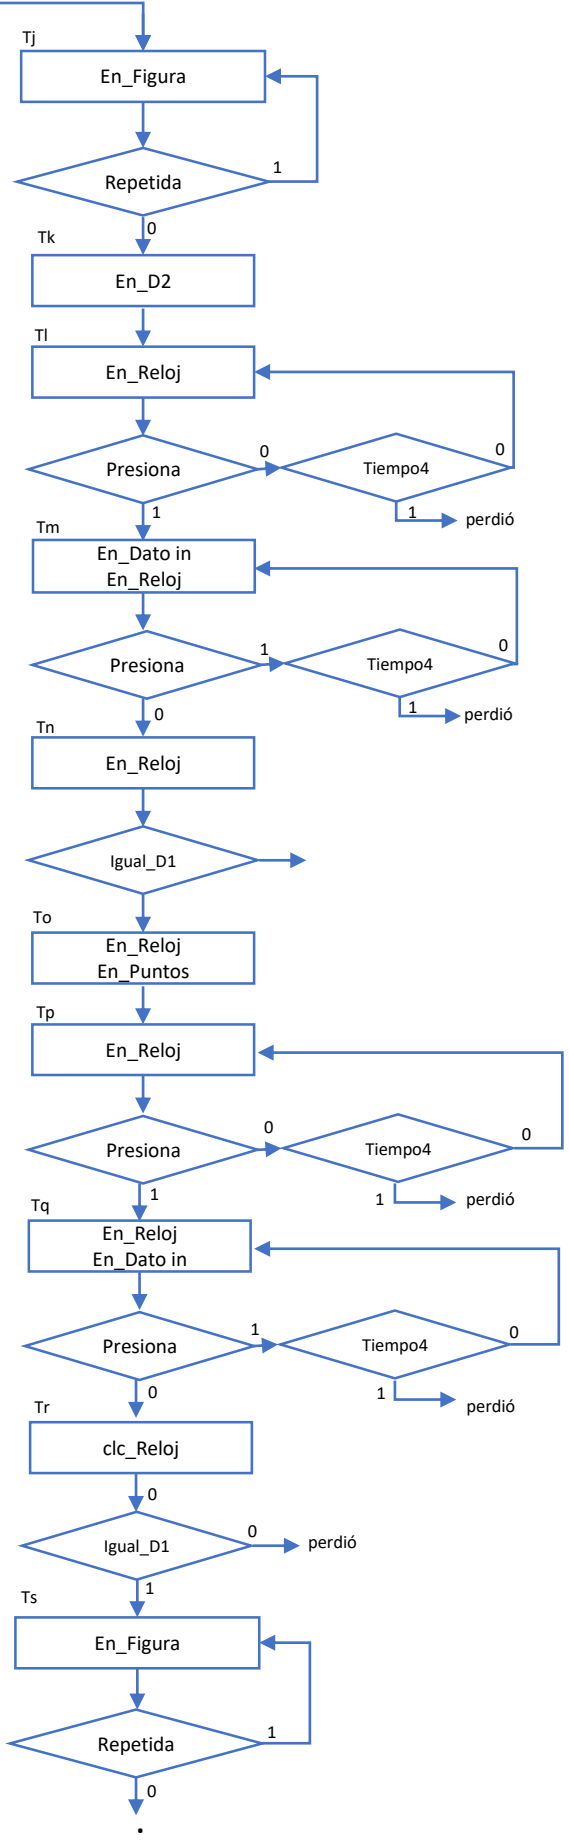 Tj
En_Figura
1
Repetida
0
Tk
En_D2
Tl
En_Reloj
0
0
Presiona
Tiempo4
1
1
perdió
Tm
En_Dato in
En_Reloj
1
0
Presiona
Tiempo4
0
1
perdió
Tn
En_Reloj
Igual_D1
To
En_Reloj
En_Puntos
Tp
En_Reloj
0
0
Presiona
Tiempo4
1
1
perdió
Tq
En_Reloj
En_Dato in
1
0
Presiona
Tiempo4
0
1
perdió
Tr
clc_Reloj
0
0
Igual_D1
perdió
1
Ts
En_Figura
1
Repetida
0
.